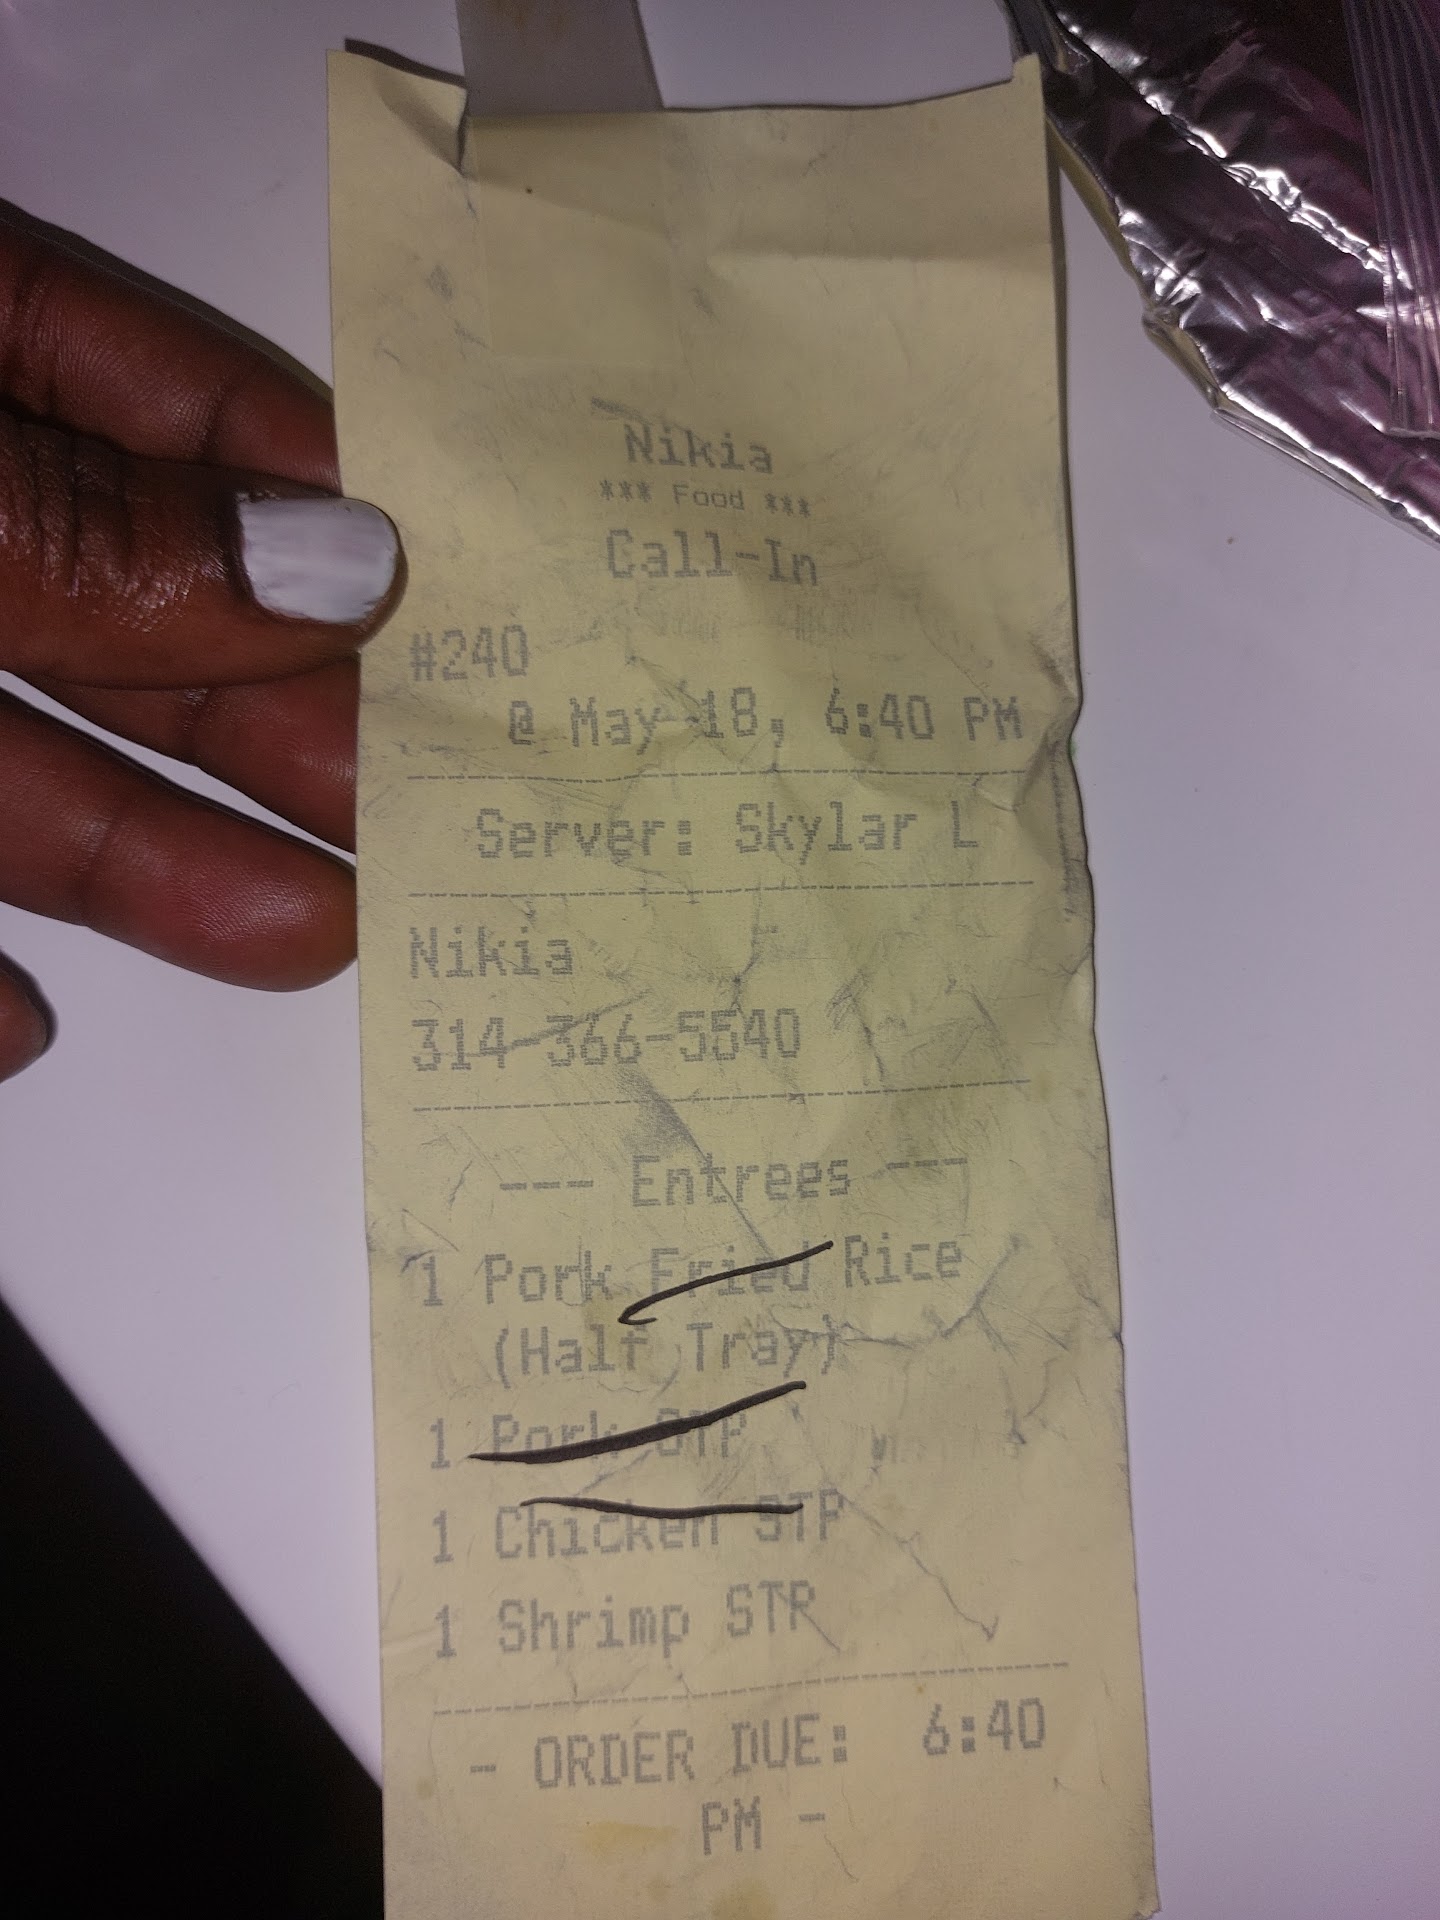 Nikia
*** Food ***
Call-In
#240
@ May 18, 6:40 PM
Server: Skylar L
Nikia
314-366-5540
--- Entrees ---
1 Pork Fried Rice
(Half Tray)
1 Pork STP
1 Chicken STP
1 Shrimp STP
- ORDER DUE: 6:40
PM -